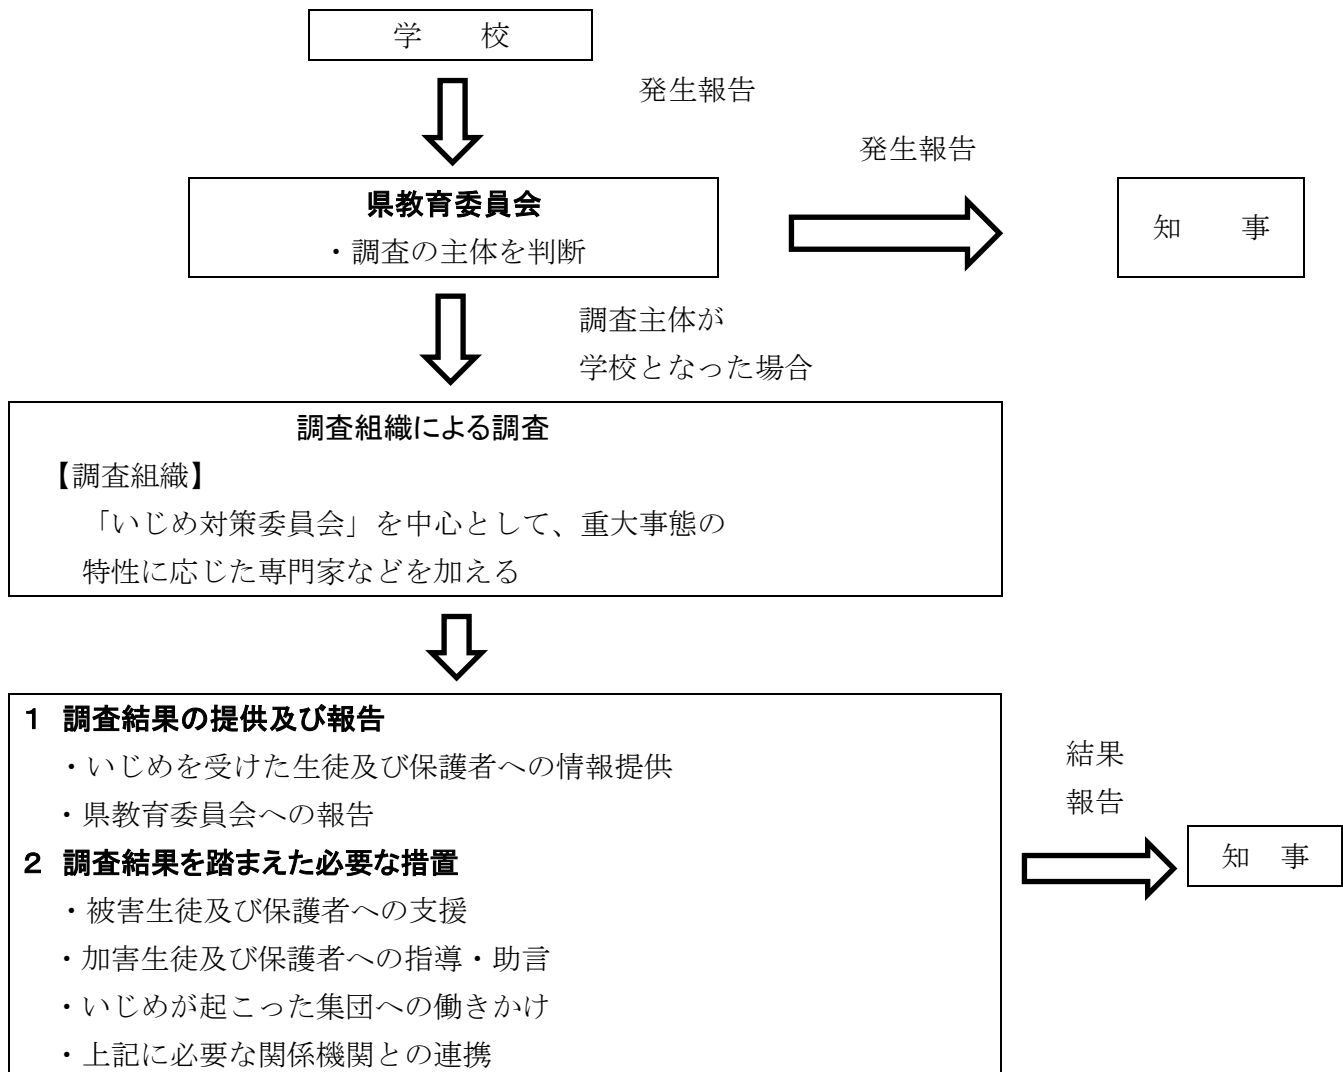 学　　校
発生報告
発生報告
県教育委員会
・調査の主体を判断
知　　事
調査主体が
学校となった場合
調査組織による調査
【調査組織】
「いじめ対策委員会」を中心として、重大事態の
特性に応じた専門家などを加える
１ 調査結果の提供及び報告
・いじめを受けた生徒及び保護者への情報提供
・県教育委員会への報告
２ 調査結果を踏まえた必要な措置
・被害生徒及び保護者への支援
・加害生徒及び保護者への指導・助言
・いじめが起こった集団への働きかけ
・上記に必要な関係機関との連携
結果
報告
知　事